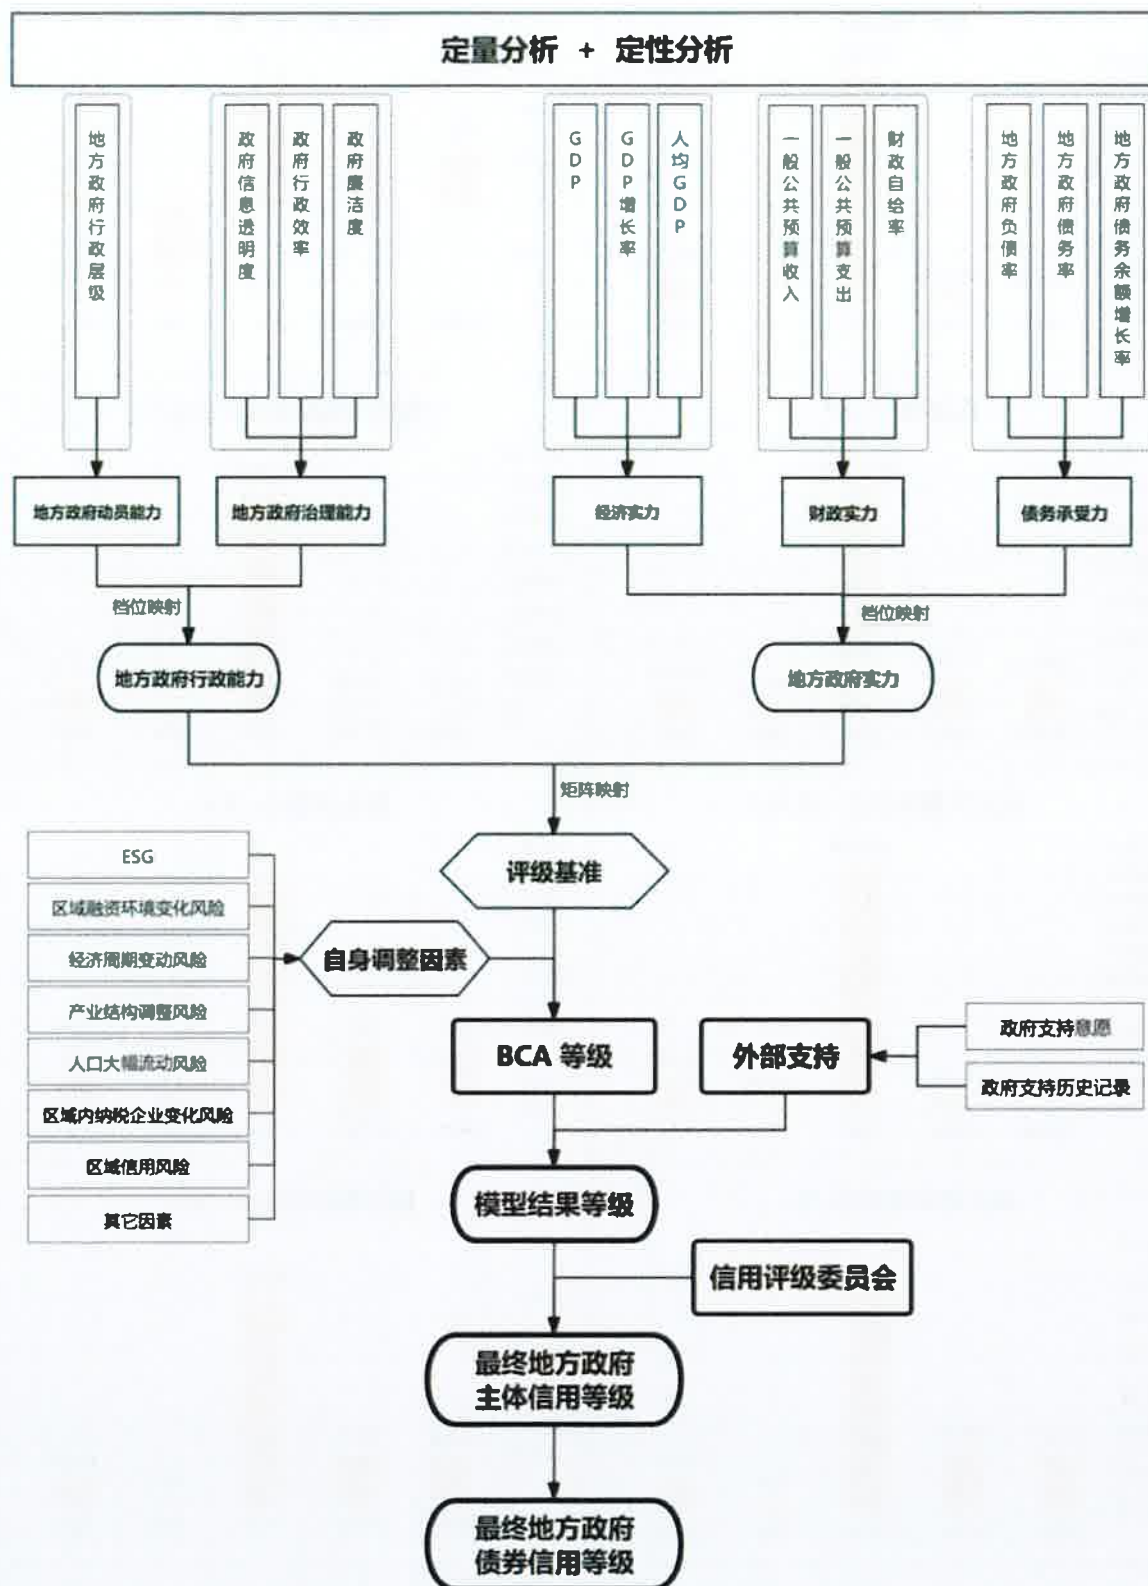 定量分析 + 定性分析
地方政府行政层级
政府信息透明度
政府行政效率
政府廉洁度
GDP
GDP增长率
人均GDP
一般公共预算收入
一般公共预算支出
财政自给率
地方政府负债率
地方政府债务率
地方政府债务余额增长率
地方政府动员能力
地方政府治理能力
经济实力
财政实力
债务承受力
档位映射
档位映射
地方政府行政能力
地方政府实力
矩阵映射
评级基准
ESG
区域融资环境变化风险
经济周期变动风险
产业结构调整风险
人口大幅流动风险
区域内纳税企业变化风险
区域信用风险
其它因素
自身调整因素
BCA 等级
外部支持
政府支持意愿
政府支持历史记录
模型结果等级
信用评级委员会
最终地方政府
主体信用等级
最终地方政府
债券信用等级